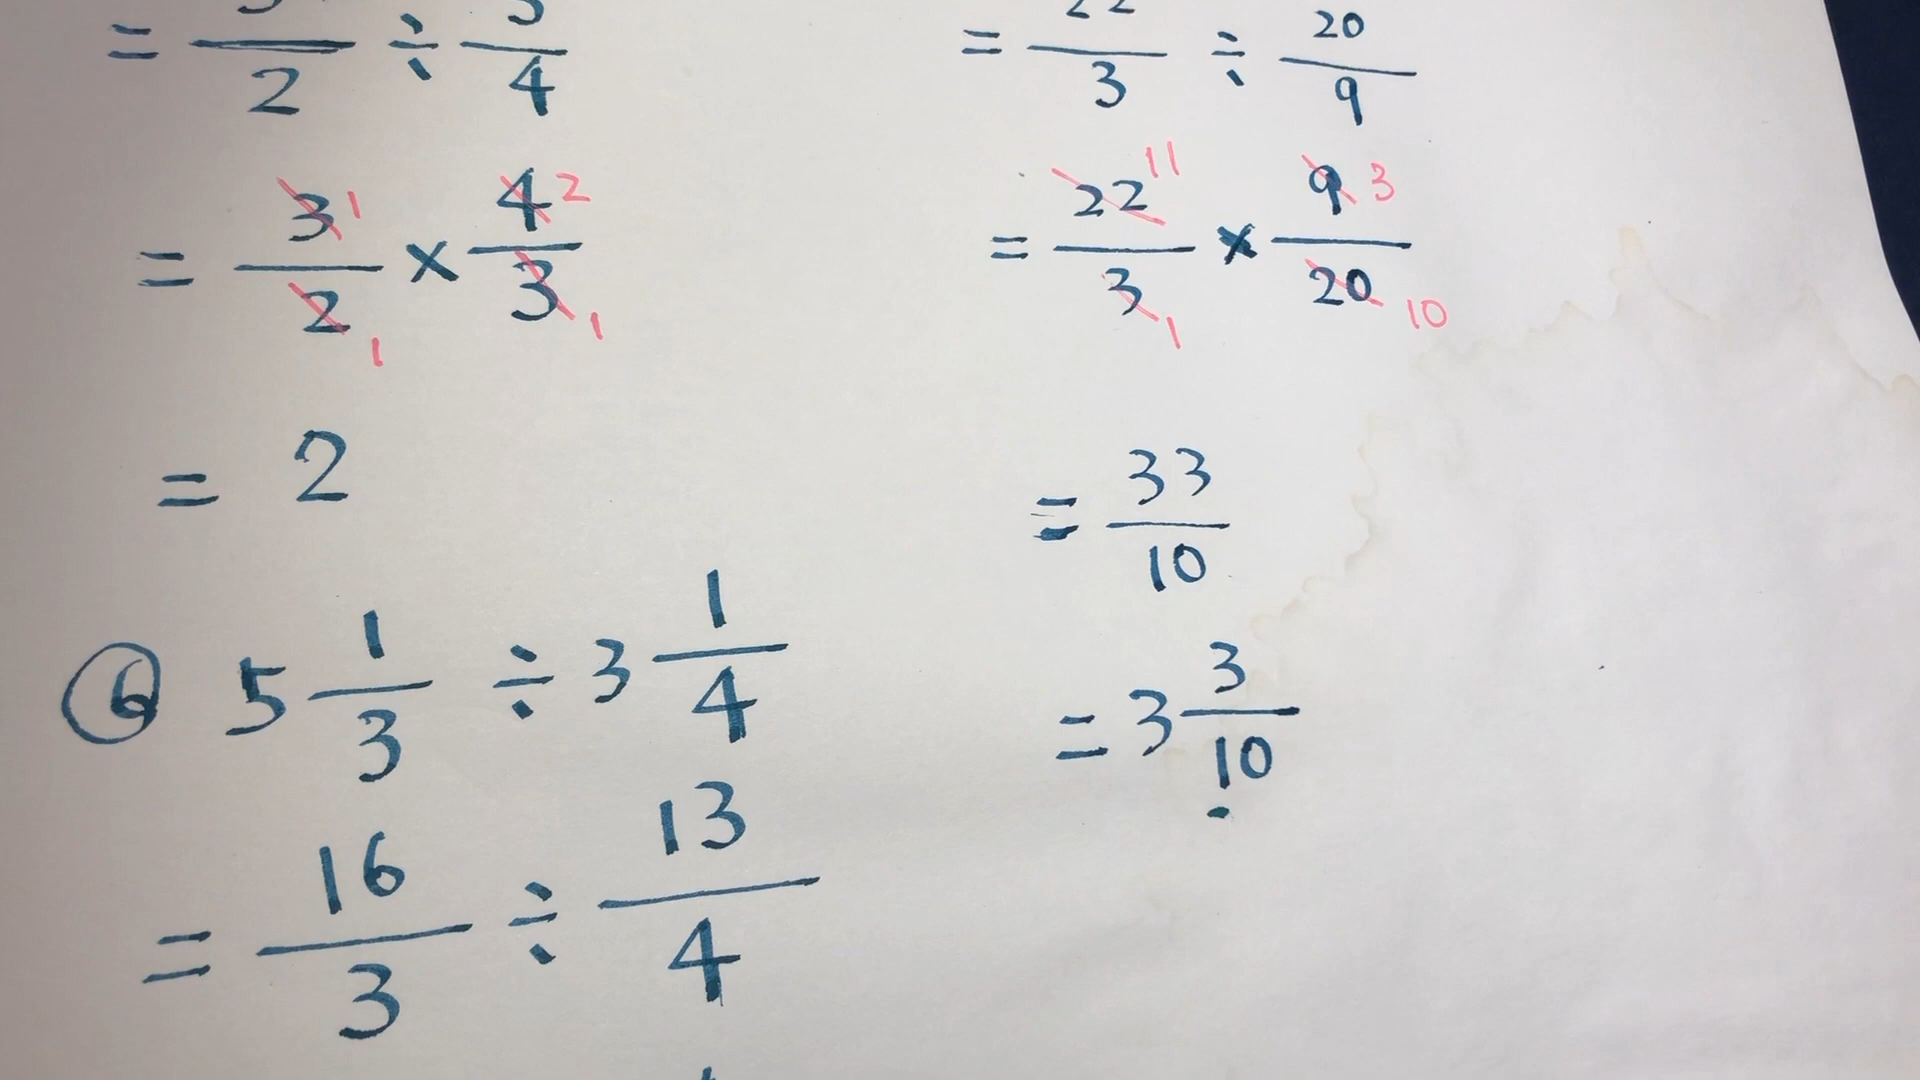 = 3/2 ÷ 3/4
= 3/2 × 4/3
1 2
1 1
= 2
⑥ 5 1/3 ÷ 3 1/4
= 16/3 ÷ 13/4
= 22/3 ÷ 20/9
= 22/3 × 9/20
11 3
1 10
= 33/10
= 3 3/10